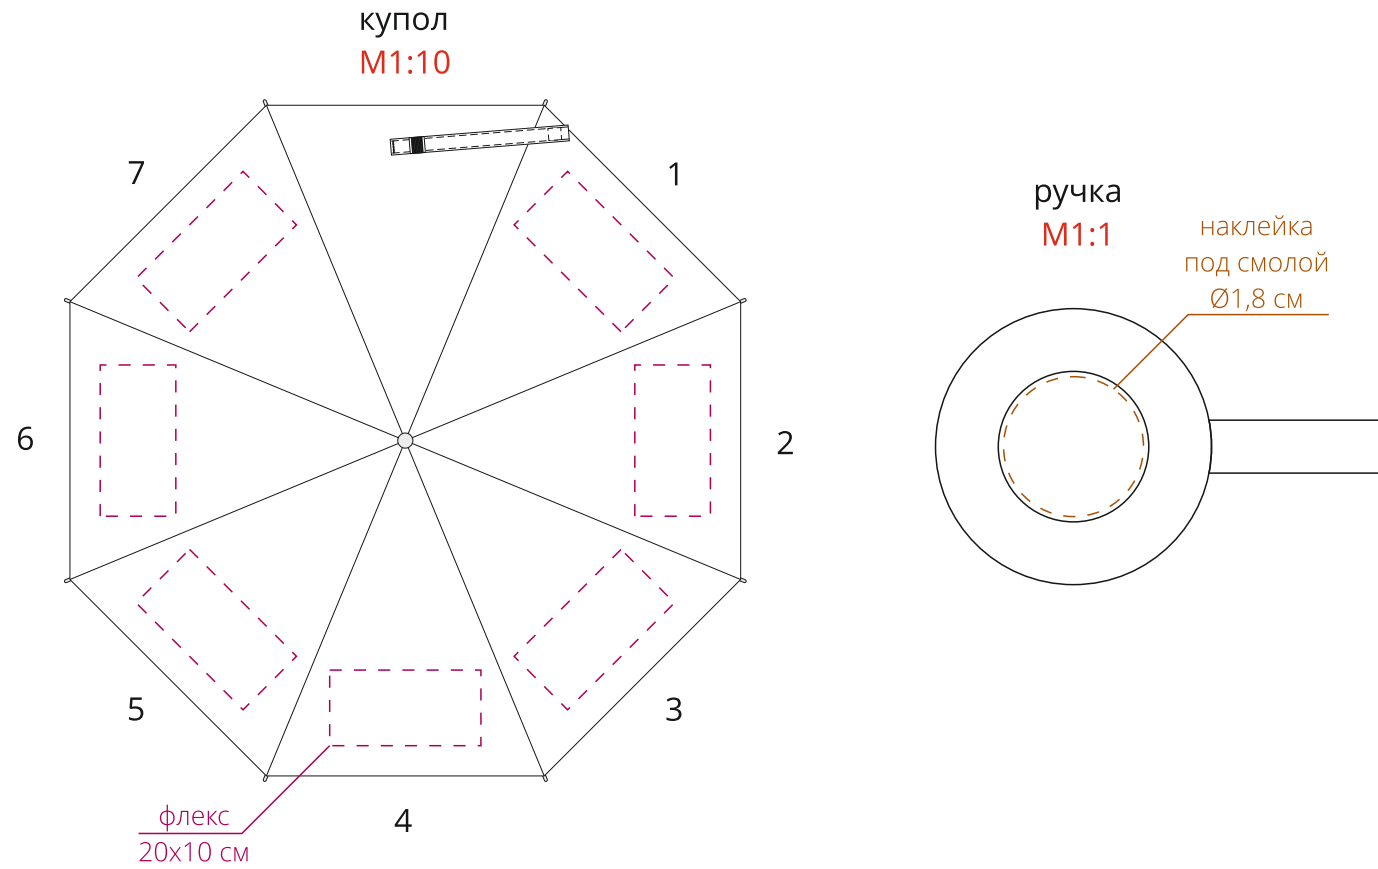 купол
М1:10
7
1
6
2
5
3
4
флекс
20х10 см
ручка
М1:1
наклейка
под смолой
Ø1,8 см